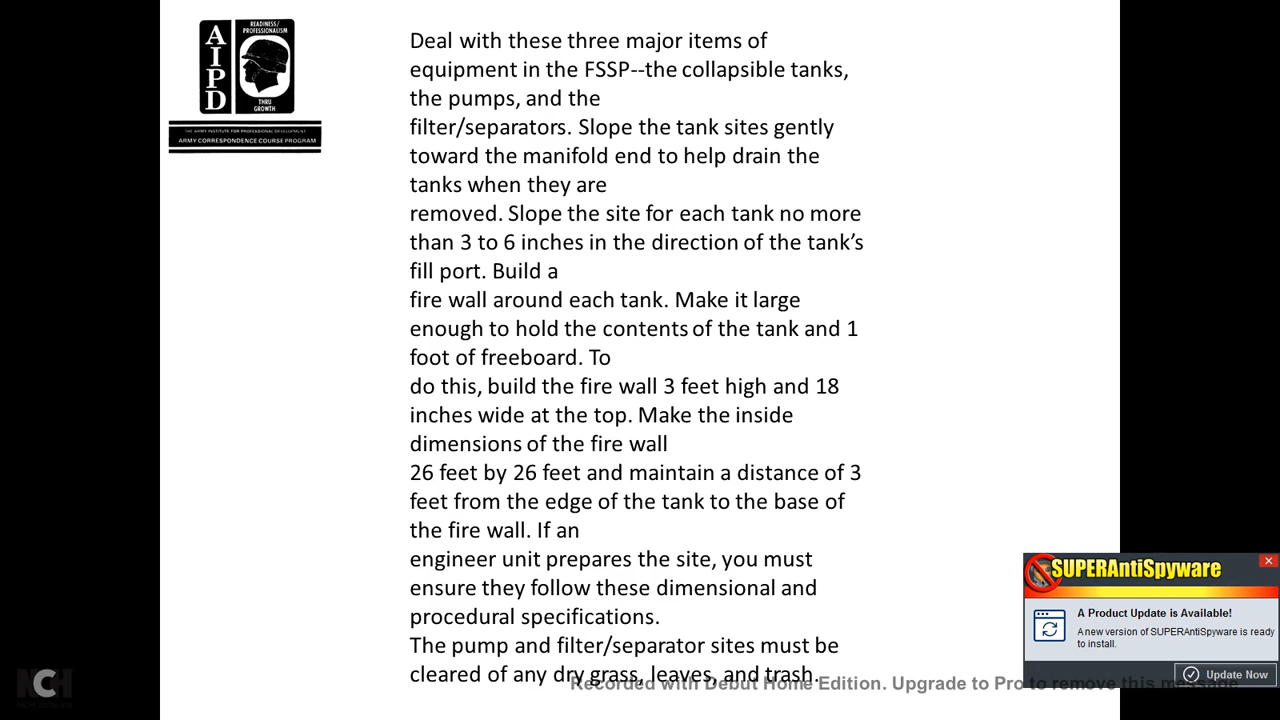 READINESS/
PROFESSIONALISM
AIPD
THRU
GROWTH
THE ARMY INSTITUTE FOR PROFESSIONAL DEVELOPMENT
ARMY CORRESPONDENCE COURSE PROGRAM
Deal with these three major items of
equipment in the FSSP--the collapsible tanks,
the pumps, and the
filter/separators. Slope the tank sites gently
toward the manifold end to help drain the
tanks when they are
removed. Slope the site for each tank no more
than 3 to 6 inches in the direction of the tank’s
fill port. Build a
fire wall around each tank. Make it large
enough to hold the contents of the tank and 1
foot of freeboard. To
do this, build the fire wall 3 feet high and 18
inches wide at the top. Make the inside
dimensions of the fire wall
26 feet by 26 feet and maintain a distance of 3
feet from the edge of the tank to the base of
the fire wall. If an
engineer unit prepares the site, you must
ensure they follow these dimensional and
procedural specifications.
The pump and filter/separator sites must be
cleared of any dry grass, leaves, and trash.
SUPERAntiSpyware
A Product Update is Available!
A new version of SUPERAntiSpyware is ready
to install.
Update Now
Recorded with Debut Home Edition. Upgrade to Pro to remove this message
NCH